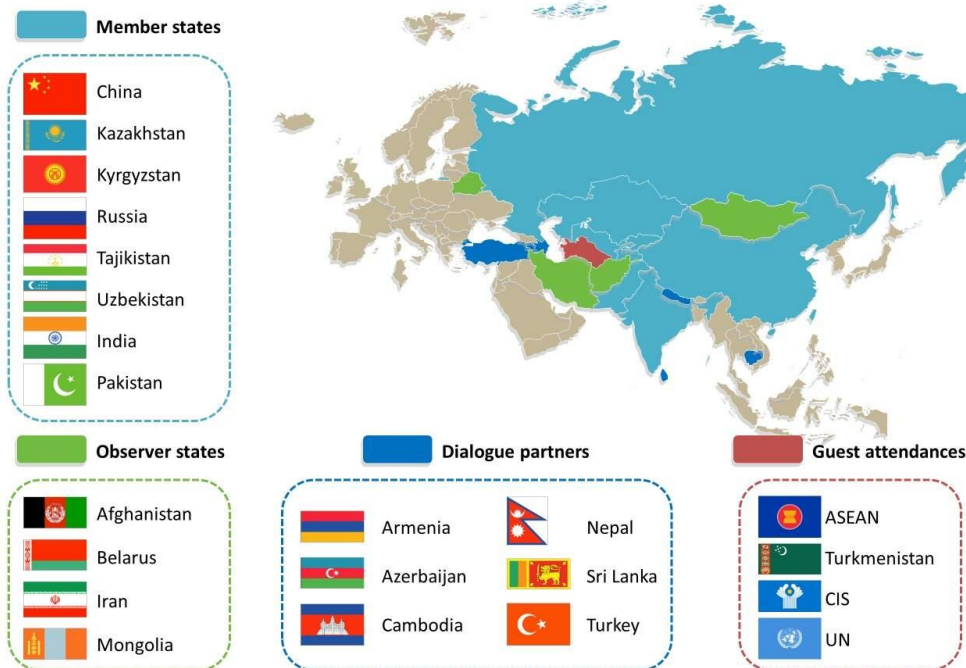 Member states
China
Kazakhstan
Kyrgyzstan
Russia
Tajikistan
Uzbekistan
India
Pakistan
Observer states
Afghanistan
Belarus
Iran
Mongolia
Dialogue partners
Armenia
Azerbaijan
Cambodia
Nepal
Sri Lanka
Turkey
Guest attendances
ASEAN
Turkmenistan
CIS
UN